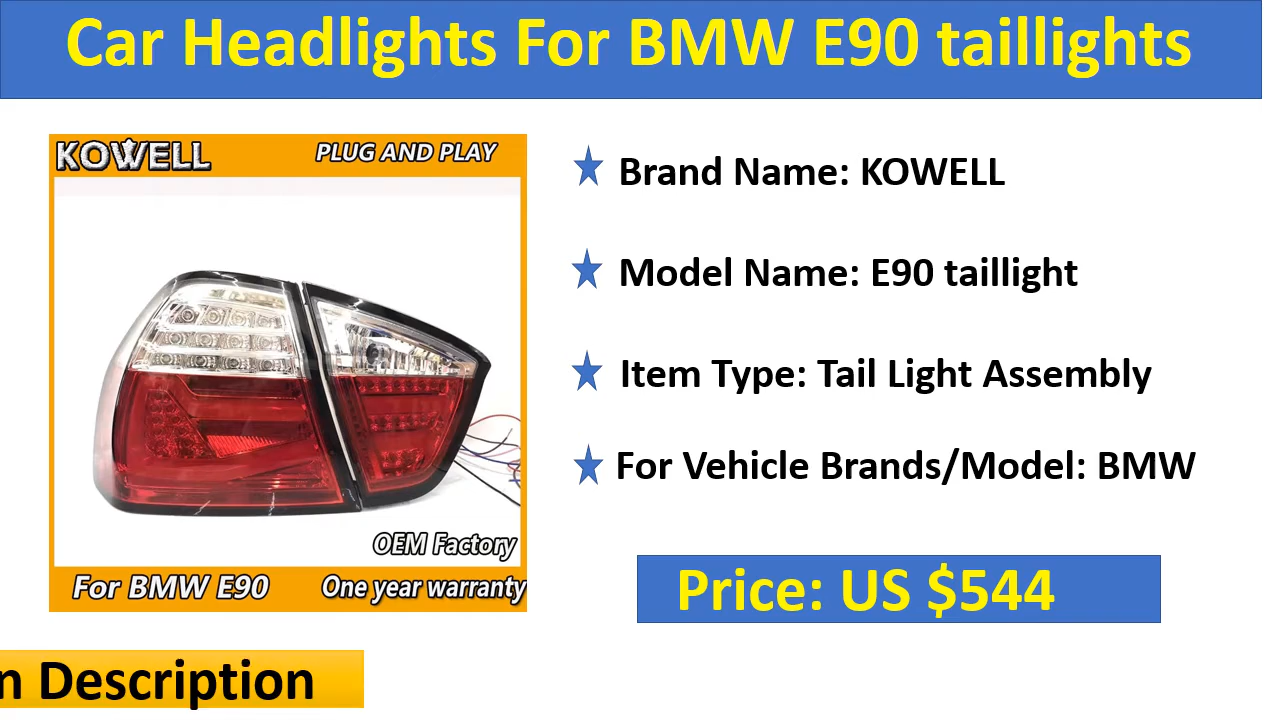 Car Headlights For BMW E90 taillights
KOWELL
PLUG AND PLAY
OEM Factory
For BMW E90
One year warranty
Brand Name: KOWELL
Model Name: E90 taillight
Item Type: Tail Light Assembly
For Vehicle Brands/Model: BMW
Price: US $544
n Description